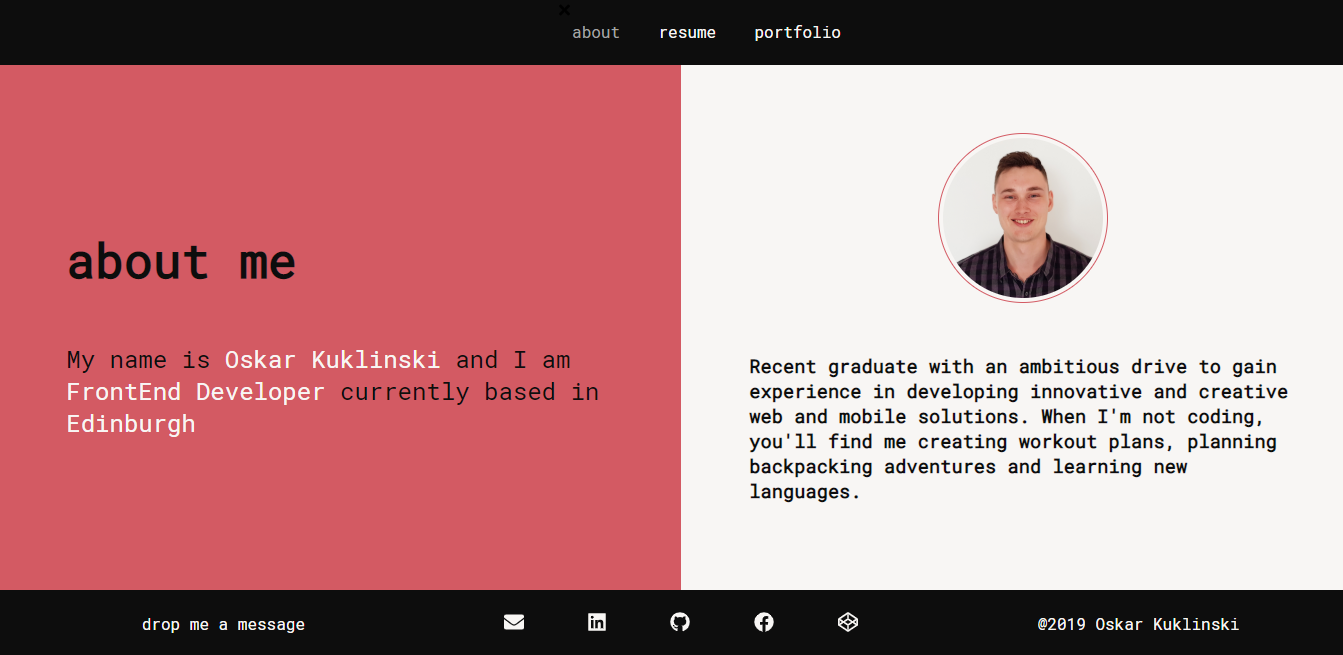 about resume portfolio
about me
My name is Oskar Kuklinski and I am
FrontEnd Developer currently based in
Edinburgh
Recent graduate with an ambitious drive to gain
experience in developing innovative and creative
web and mobile solutions. When I'm not coding,
you'll find me creating workout plans, planning
backpacking adventures and learning new
languages.
drop me a message
@2019 Oskar Kuklinski